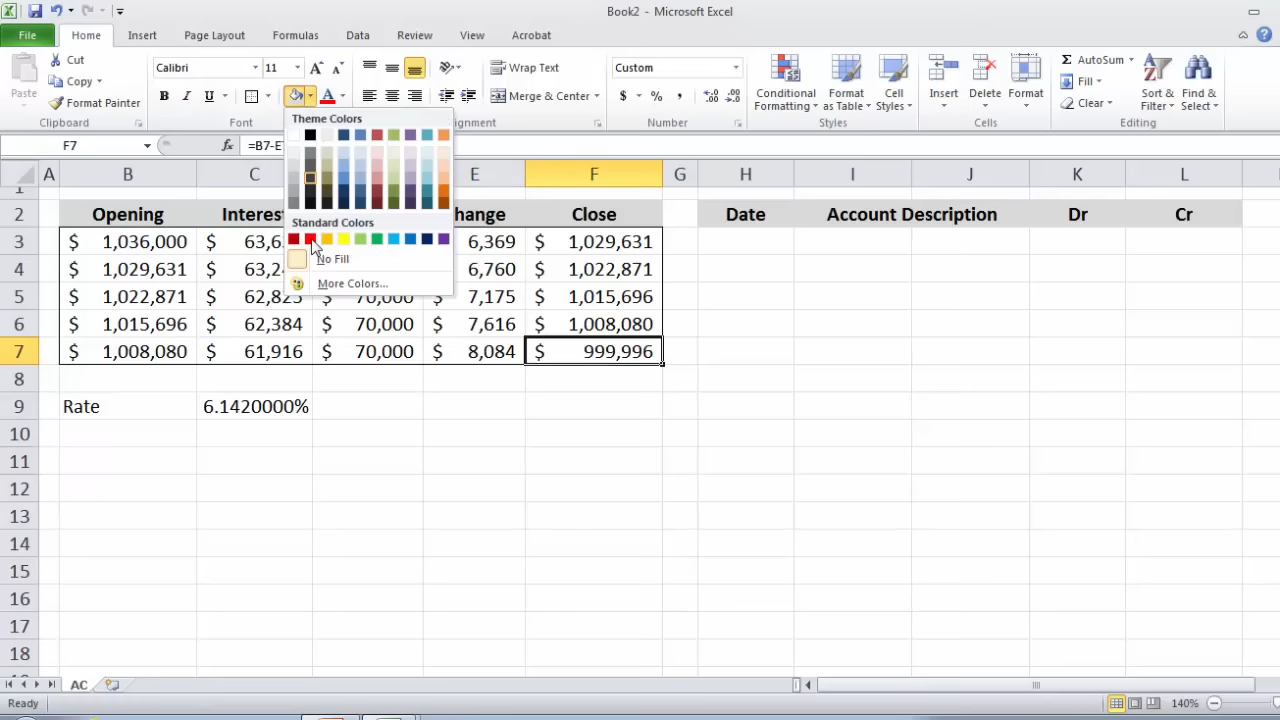 Book2 - Microsoft Excel
File Home Insert Page Layout Formulas Data Review View Acrobat
Paste
Cut
Copy
Format Painter
Clipboard
Calibri 11
B I U A
Font
Wrap Text
Merge & Center
lignment
Custom
$ % ,
Number
Conditional Formatting
Format as Table
Cell Styles
Styles
Insert
Delete
Format
Cells
Σ AutoSum
Fill
Clear
Sort & Filter
Find & Select
Editing
F7 fx =B7-E
Theme Colors
Standard Colors
No Fill
More Colors...
A B C E F G H I J K L
1
2 Opening Interes hange Close Date Account Description Dr Cr
3 $ 1,036,000 $ 63,6 6,369 $ 1,029,631
4 $ 1,029,631 $ 63,2 6,760 $ 1,022,871
5 $ 1,022,871 $ 62,825 70,000 7,175 $ 1,015,696
6 $ 1,015,696 $ 62,384 $ 70,000 $ 7,616 $ 1,008,080
7 $ 1,008,080 $ 61,916 $ 70,000 $ 8,084 $ 999,996
8
9 Rate 6.1420000%
10
11
12
13
14
15
16
17
18
AC
Ready 140%